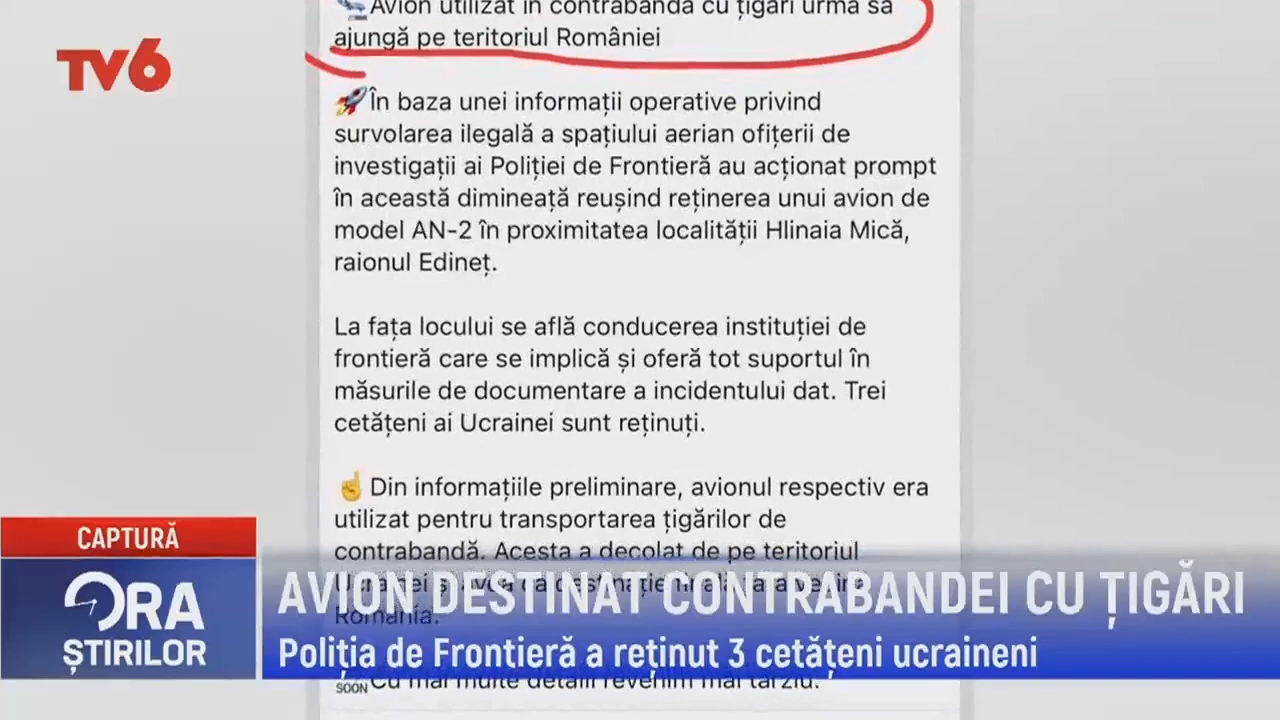 Avion utilizat în contrabanda cu țigări urma să
ajungă pe teritoriul României
TV6
În baza unei informații operative privind
survolarea ilegală a spațiului aerian ofițerii de
investigații ai Poliției de Frontieră au acționat prompt
în această dimineață reușind reținerea unui avion de
model AN-2 în proximitatea localității Hlinaia Mică,
raionul Edineț.
La fața locului se află conducerea instituției de
frontieră care se implică și oferă tot suportul în
măsurile de documentare a incidentului dat. Trei
cetățeni ai Ucrainei sunt reținuți.
Din informațiile preliminare, avionul respectiv era
utilizat pentru transportarea țigărilor de
contrabandă. Acesta a decolat de pe teritoriul
România.
SOON Cu mai multe detalii revenim mai târziu.
CAPTURĂ
ORA
ȘTIRILOR
AVION DESTINAT CONTRABANDEI CU ȚIGĂRI
Poliția de Frontieră a reținut 3 cetățeni ucraineni